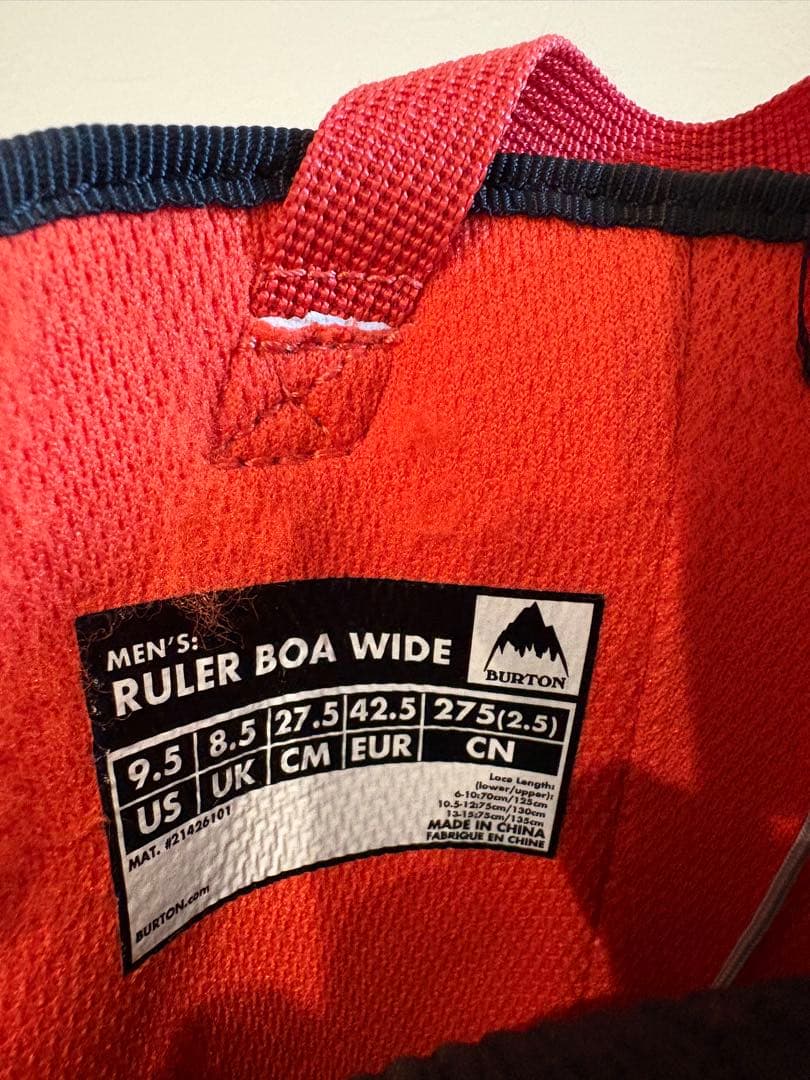 MEN'S:
RULER BOA WIDE
BURTON
9.5 8.5 27.5 42.5 275(2.5)
US UK CM EUR CN
MAT. #21426101
Lace Length:
(lower/upper):
6-10:70cm/125cm
10.5-12:75cm/130cm
13-15:75cm/135cm
MADE IN CHINA
FABRIQUE EN CHINE
BURTON.com